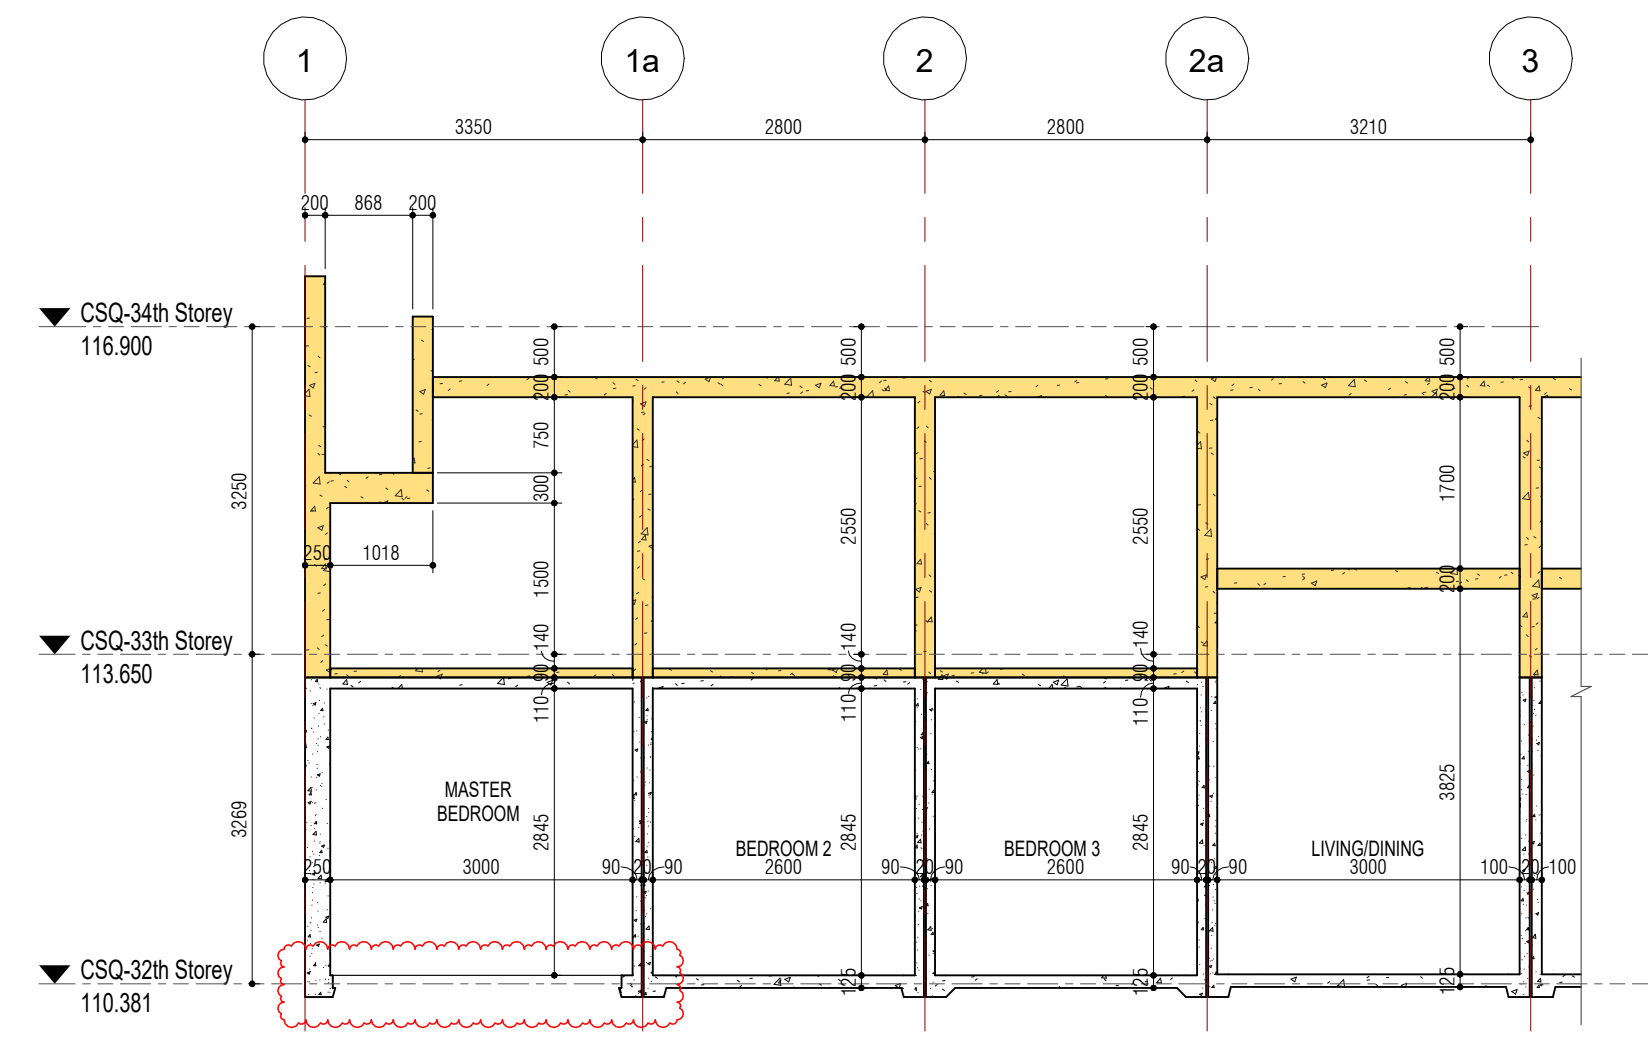 1 1a 2 2a 3
3350 2800 2800 3210
200 868 200
CSQ-34th Storey
116.900
500 500 500 500
200 200 200 200
750
300
3250
2550 2550 1700
250 1018
1500
200
140 140 140
CSQ-33th Storey
113.650
90 90 90
110 110 110
MASTER
BEDROOM
3269
2845 2845 2845 3825
BEDROOM 2 BEDROOM 3 LIVING/DINING
250 3000 90 20 90 2600 90 20 90 2600 90 20 90 3000 100 20 100
CSQ-32th Storey
110.381
125 125 125